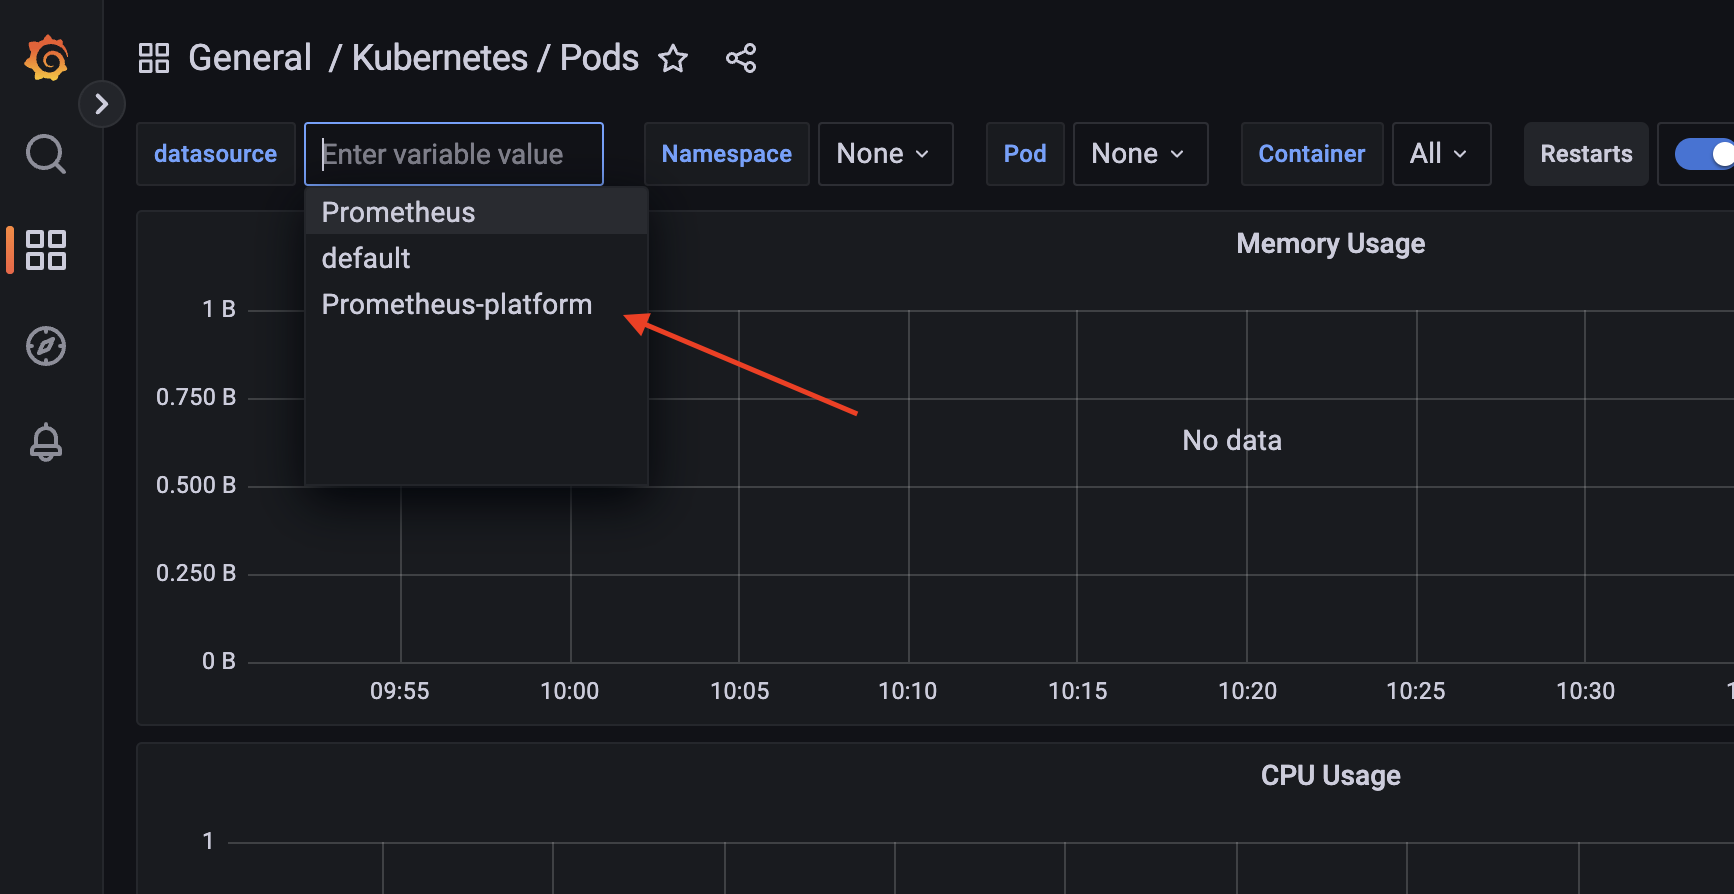 General / Kubernetes / Pods
datasource Enter variable value Namespace None Pod None Container All Restarts
Prometheus
default
Prometheus-platform
Memory Usage
1 B
0.750 B
0.500 B
0.250 B
0 B
No data
09:55 10:00 10:05 10:10 10:15 10:20 10:25 10:30
CPU Usage
1